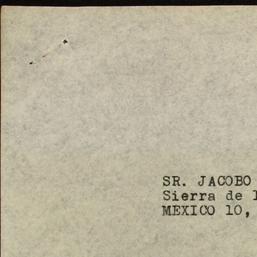 SR. JACOBO
Sierra de
MEXICO 10,